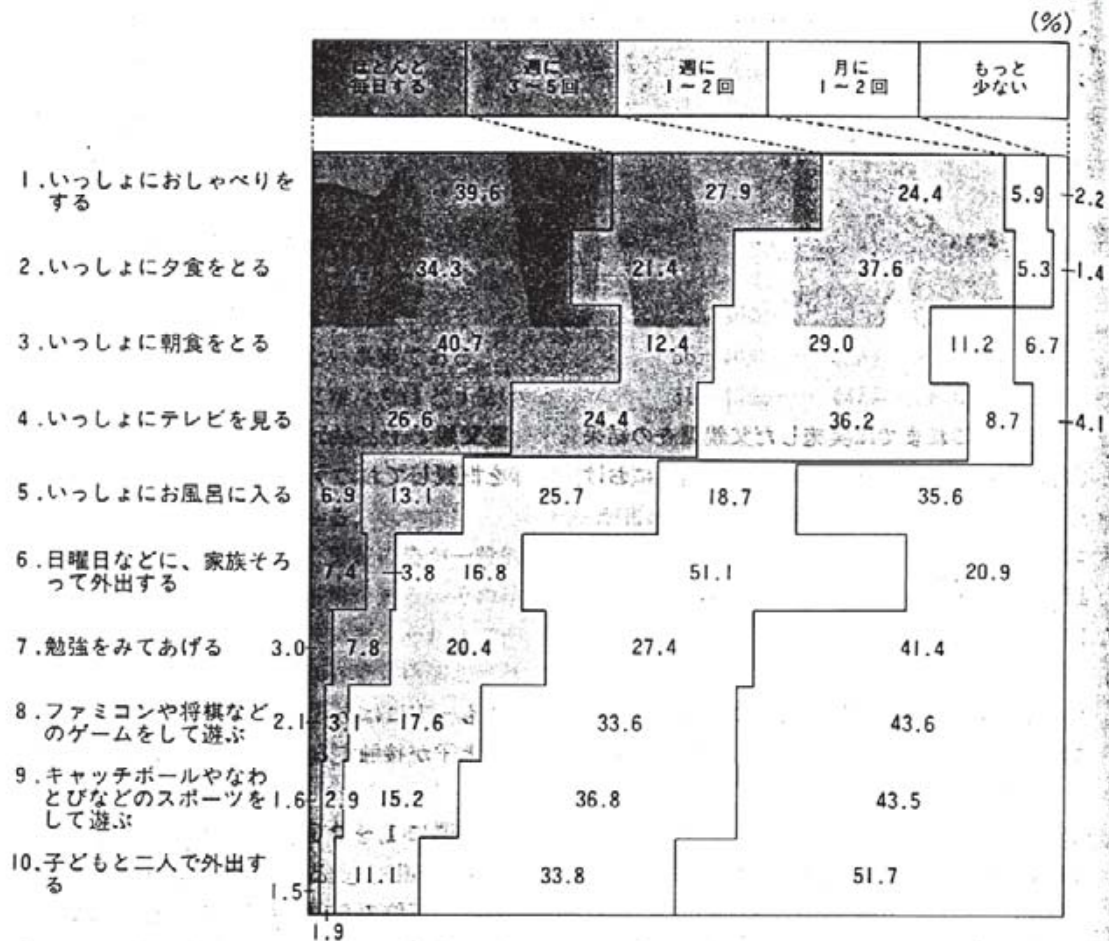 (%)
ほとんど
毎日する
週に
3～5回
週に
1～2回
月に
1～2回
もっと
少ない
1.いっしょにおしゃべりを
する
39.6 27.9 24.4 5.9 2.2
2.いっしょに夕食をとる
34.3 21.4 37.6 5.3 1.4
3.いっしょに朝食をとる
40.7 12.4 29.0 11.2 6.7
4.いっしょにテレビを見る
26.6 24.4 36.2 8.7 4.1
5.いっしょにお風呂に入る
6.9 13.1 25.7 18.7 35.6
6.日曜日などに、家族そろ
って外出する
7.4 3.8 16.8 51.1 20.9
7.勉強をみてあげる
3.0 7.8 20.4 27.4 41.4
8.ファミコンや将棋などの
ゲームをして遊ぶ
2.1 3.1 17.6 33.6 43.6
9.キャッチボールやなわ
とびなどのスポーツを
して遊ぶ
1.6 2.9 15.2 36.8 43.5
10.子どもと二人で外出す
る
1.5 11.1 33.8 51.7
1.9